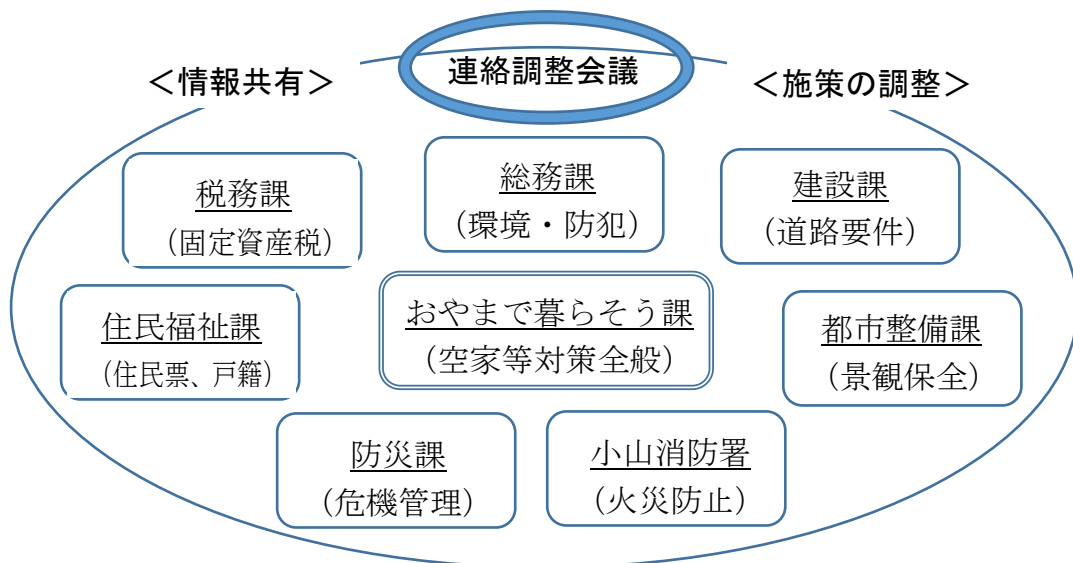 連絡調整会議
＜情報共有＞
＜施策の調整＞
税務課
（固定資産税）
総務課
（環境・防犯）
建設課
（道路要件）
住民福祉課
（住民票、戸籍）
おやまで暮らそう課
（空家等対策全般）
都市整備課
（景観保全）
防災課
（危機管理）
小山消防署
（火災防止）